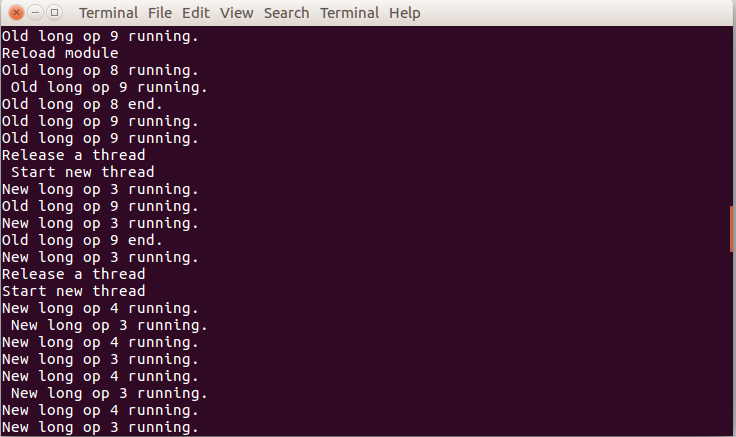 Terminal File Edit View Search Terminal Help
Old long op 9 running.
Reload module
Old long op 8 running.
 Old long op 9 running.
Old long op 8 end.
Old long op 9 running.
Old long op 9 running.
Release a thread
 Start new thread
New long op 3 running.
Old long op 9 running.
New long op 3 running.
Old long op 9 end.
New long op 3 running.
Release a thread
Start new thread
New long op 4 running.
 New long op 3 running.
New long op 4 running.
New long op 3 running.
New long op 4 running.
 New long op 3 running.
New long op 4 running.
New long op 3 running.